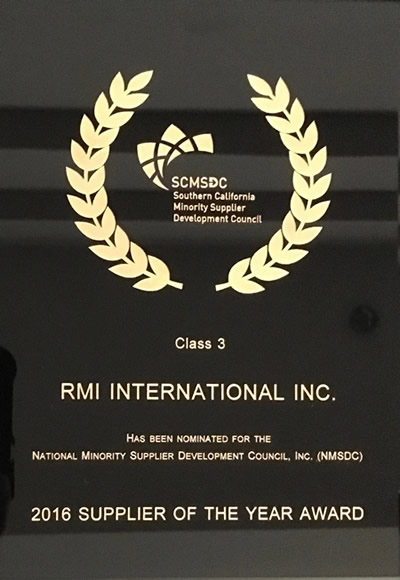 SCMSDC
Southern California
Minority Supplier
Development Council
Class 3
RMI INTERNATIONAL INC.
HAS BEEN NOMINATED FOR THE
NATIONAL MINORITY SUPPLIER DEVELOPMENT COUNCIL, INC. (NMSDC)
2016 SUPPLIER OF THE YEAR AWARD